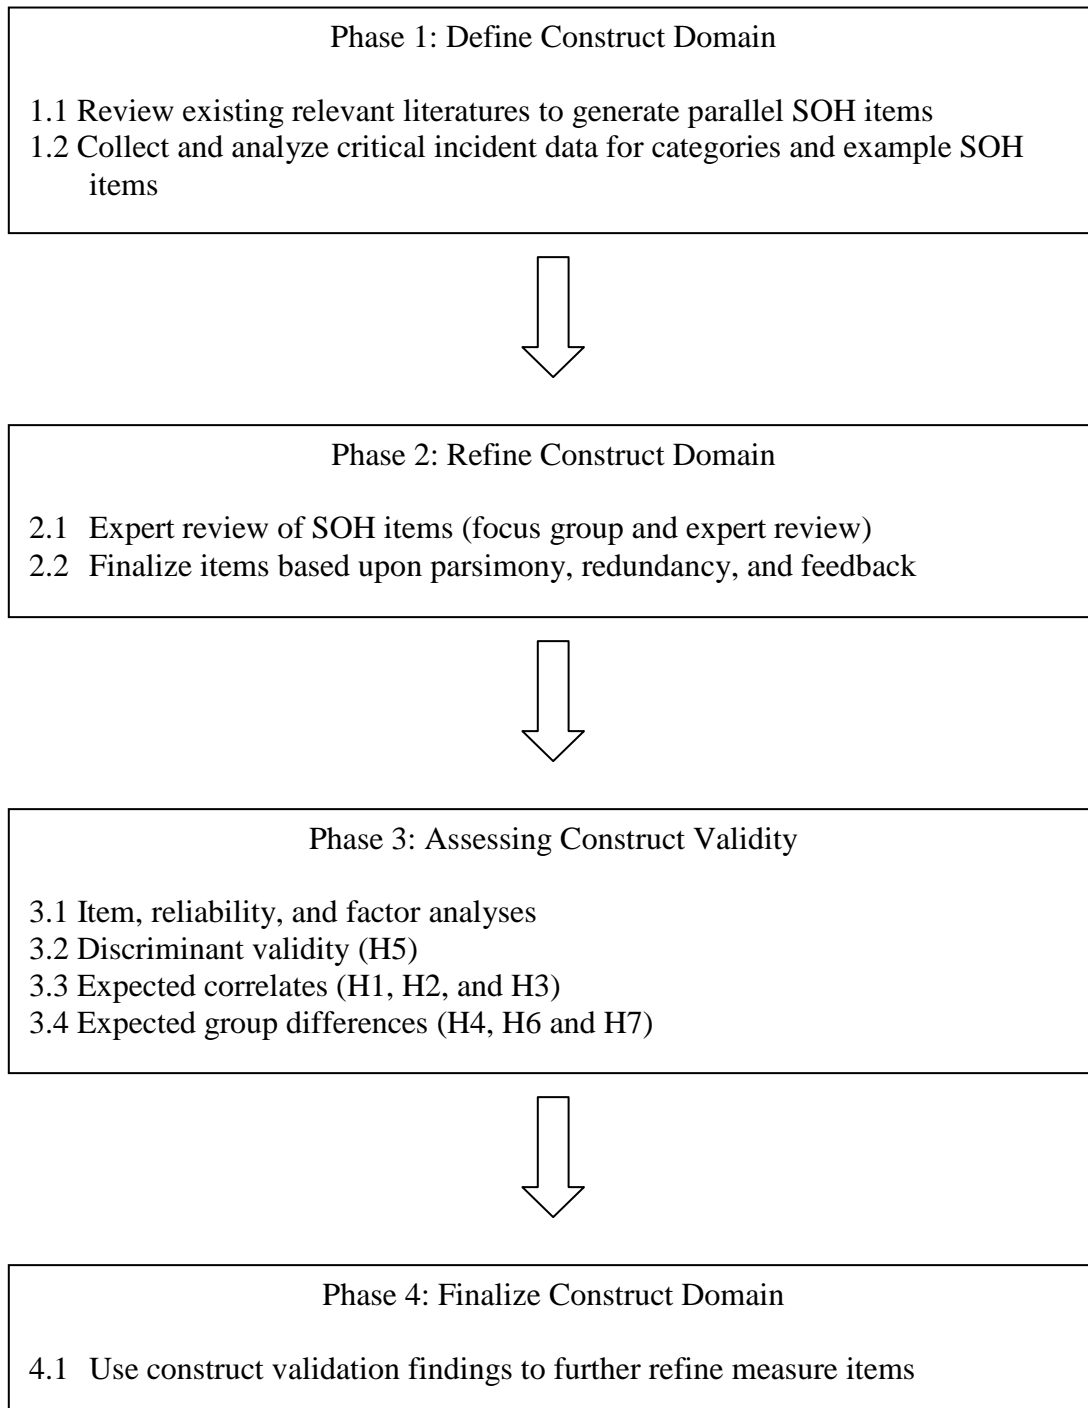 Phase 1: Define Construct Domain
1.1 Review existing relevant literatures to generate parallel SOH items
1.2 Collect and analyze critical incident data for categories and example SOH
items
Phase 2: Refine Construct Domain
2.1 Expert review of SOH items (focus group and expert review)
2.2 Finalize items based upon parsimony, redundancy, and feedback
Phase 3: Assessing Construct Validity
3.1 Item, reliability, and factor analyses
3.2 Discriminant validity (H5)
3.3 Expected correlates (H1, H2, and H3)
3.4 Expected group differences (H4, H6 and H7)
Phase 4: Finalize Construct Domain
4.1 Use construct validation findings to further refine measure items